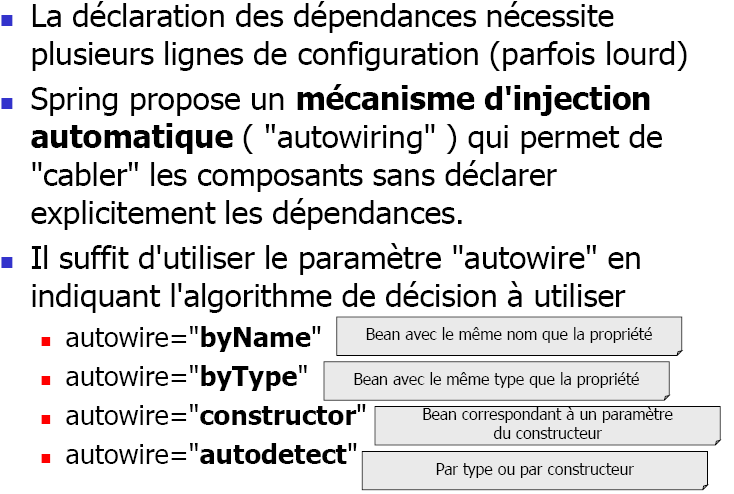 La déclaration des dépendances nécessite
plusieurs lignes de configuration (parfois lourd)
Spring propose un mécanisme d'injection
automatique ( "autowiring" ) qui permet de
"cabler" les composants sans déclarer
explicitement les dépendances.
Il suffit d'utiliser le paramètre "autowire" en
indiquant l'algorithme de décision à utiliser
autowire="byName" Bean avec le même nom que la propriété
autowire="byType" Bean avec le même type que la propriété
autowire="constructor" Bean correspondant à un paramètre
du constructeur
autowire="autodetect" Par type ou par constructeur